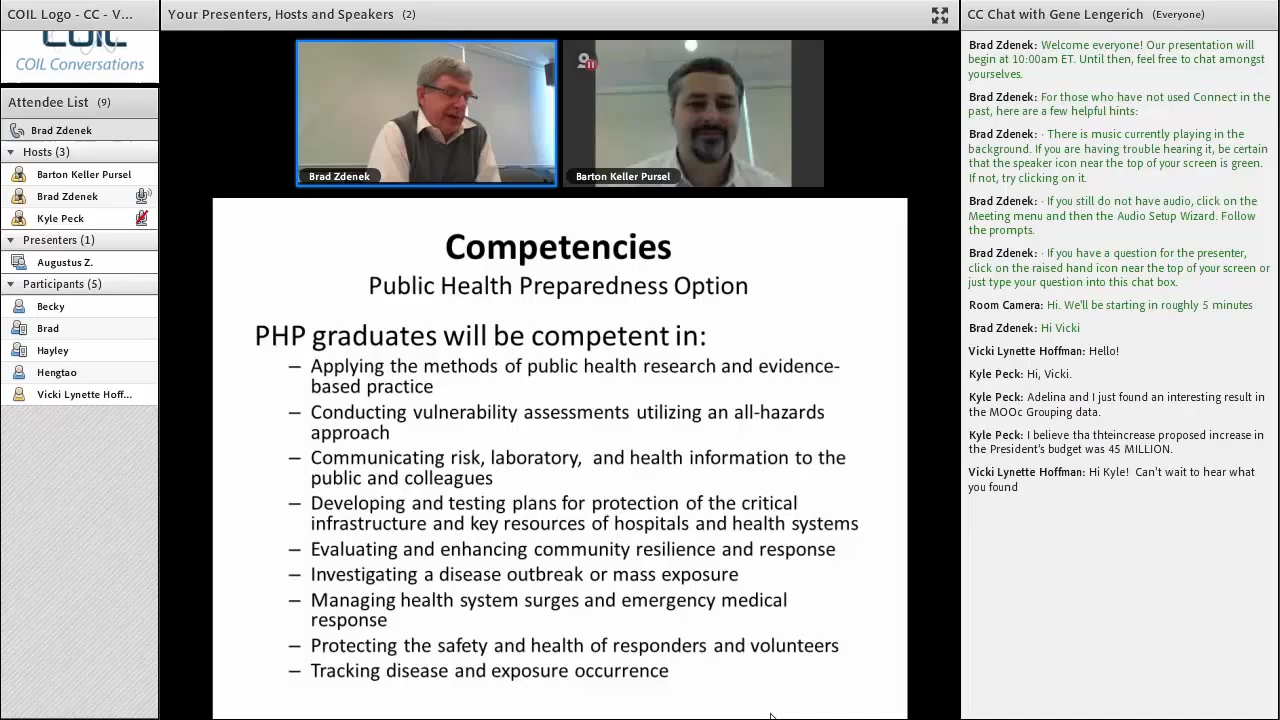 COIL Logo - CC - V...
COIL
COIL Conversations
Attendee List (9)
Brad Zdenek
Hosts (3)
Barton Keller Pursel
Brad Zdenek
Kyle Peck
Presenters (1)
Augustus Z.
Participants (5)
Becky
Brad
Hayley
Hengtao
Vicki Lynette Hoff...
Your Presenters, Hosts and Speakers (2)
Brad Zdenek
Barton Keller Pursel
Competencies
Public Health Preparedness Option
PHP graduates will be competent in:
– Applying the methods of public health research and evidence-
based practice
– Conducting vulnerability assessments utilizing an all-hazards
approach
– Communicating risk, laboratory, and health information to the
public and colleagues
– Developing and testing plans for protection of the critical
infrastructure and key resources of hospitals and health systems
– Evaluating and enhancing community resilience and response
– Investigating a disease outbreak or mass exposure
– Managing health system surges and emergency medical
response
– Protecting the safety and health of responders and volunteers
– Tracking disease and exposure occurrence
CC Chat with Gene Lengerich (Everyone)
Brad Zdenek: Welcome everyone! Our presentation will
begin at 10:00am ET. Until then, feel free to chat amongst
yourselves.
Brad Zdenek: For those who have not used Connect in the
past, here are a few helpful hints:
Brad Zdenek: · There is music currently playing in the
background. If you are having trouble hearing it, be certain
that the speaker icon near the top of your screen is green.
If not, try clicking on it.
Brad Zdenek: · If you still do not have audio, click on the
Meeting menu and then the Audio Setup Wizard. Follow
the prompts.
Brad Zdenek: · If you have a question for the presenter,
click on the raised hand icon near the top of your screen or
just type your question into this chat box.
Room Camera: Hi. We'll be starting in roughly 5 minutes
Brad Zdenek: Hi Vicki
Vicki Lynette Hoffman: Hello!
Kyle Peck: Hi, Vicki.
Kyle Peck: Adelina and I just found an interesting result in
the MOOc Grouping data.
Kyle Peck: I believe tha thteincrease proposed increase in
the President's budget was 45 MILLION.
Vicki Lynette Hoffman: Hi Kyle! Can't wait to hear what
you found